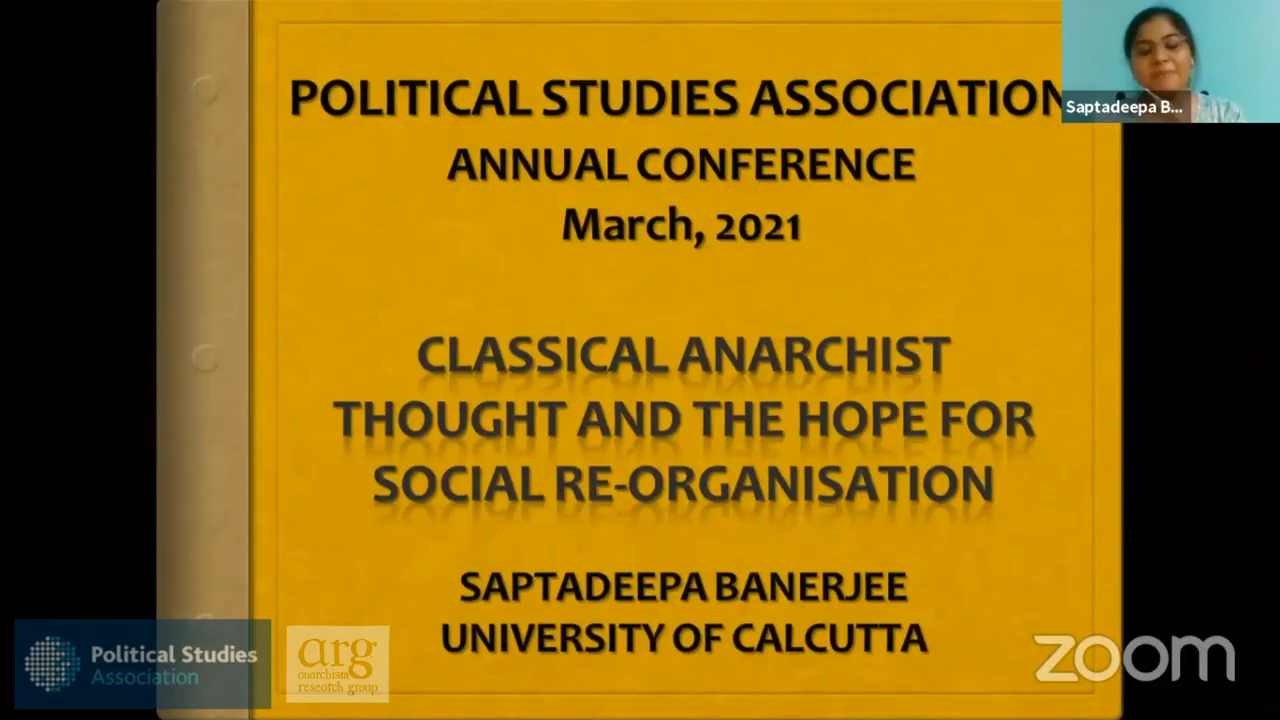 POLITICAL STUDIES ASSOCIATION
ANNUAL CONFERENCE
March, 2021
Saptadeepa B...
CLASSICAL ANARCHIST
THOUGHT AND THE HOPE FOR
SOCIAL RE-ORGANISATION
SAPTADEEPA BANERJEE
UNIVERSITY OF CALCUTTA
Political Studies
Association
arg
anarchism
research group
zoom